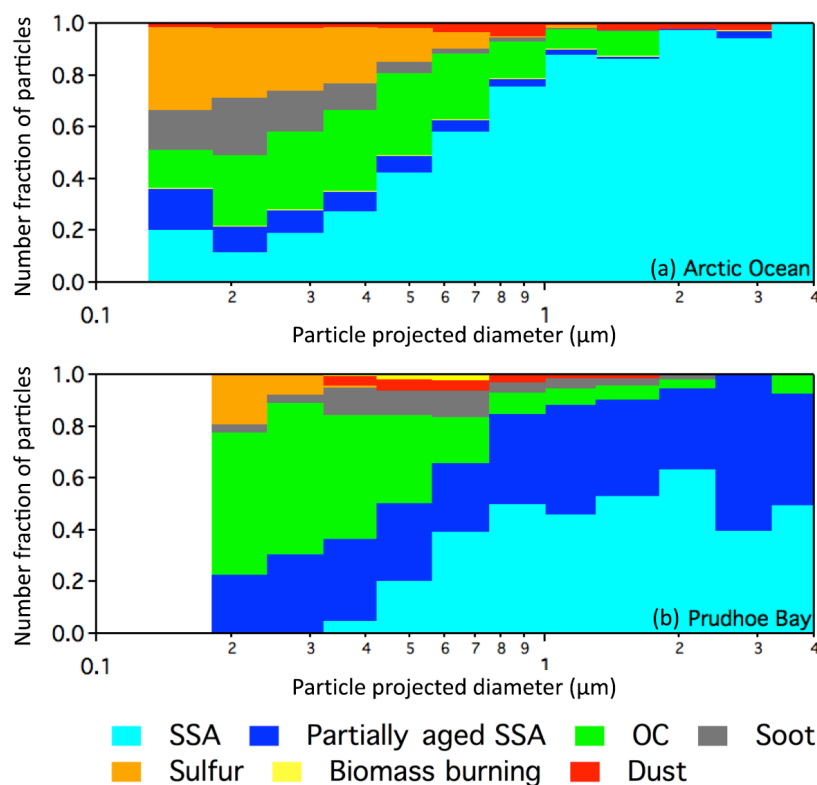 Number fraction of particles
1.0
0.8
0.6
0.4
0.2
0.0
(a) Arctic Ocean
0.1 2 3 4 5 6 7 8 9 1 2 3 4
Particle projected diameter (μm)
Number fraction of particles
1.0
0.8
0.6
0.4
0.2
0.0
(b) Prudhoe Bay
0.1 2 3 4 5 6 7 8 9 1 2 3 4
Particle projected diameter (μm)
SSA Partially aged SSA OC Soot
Sulfur Biomass burning Dust